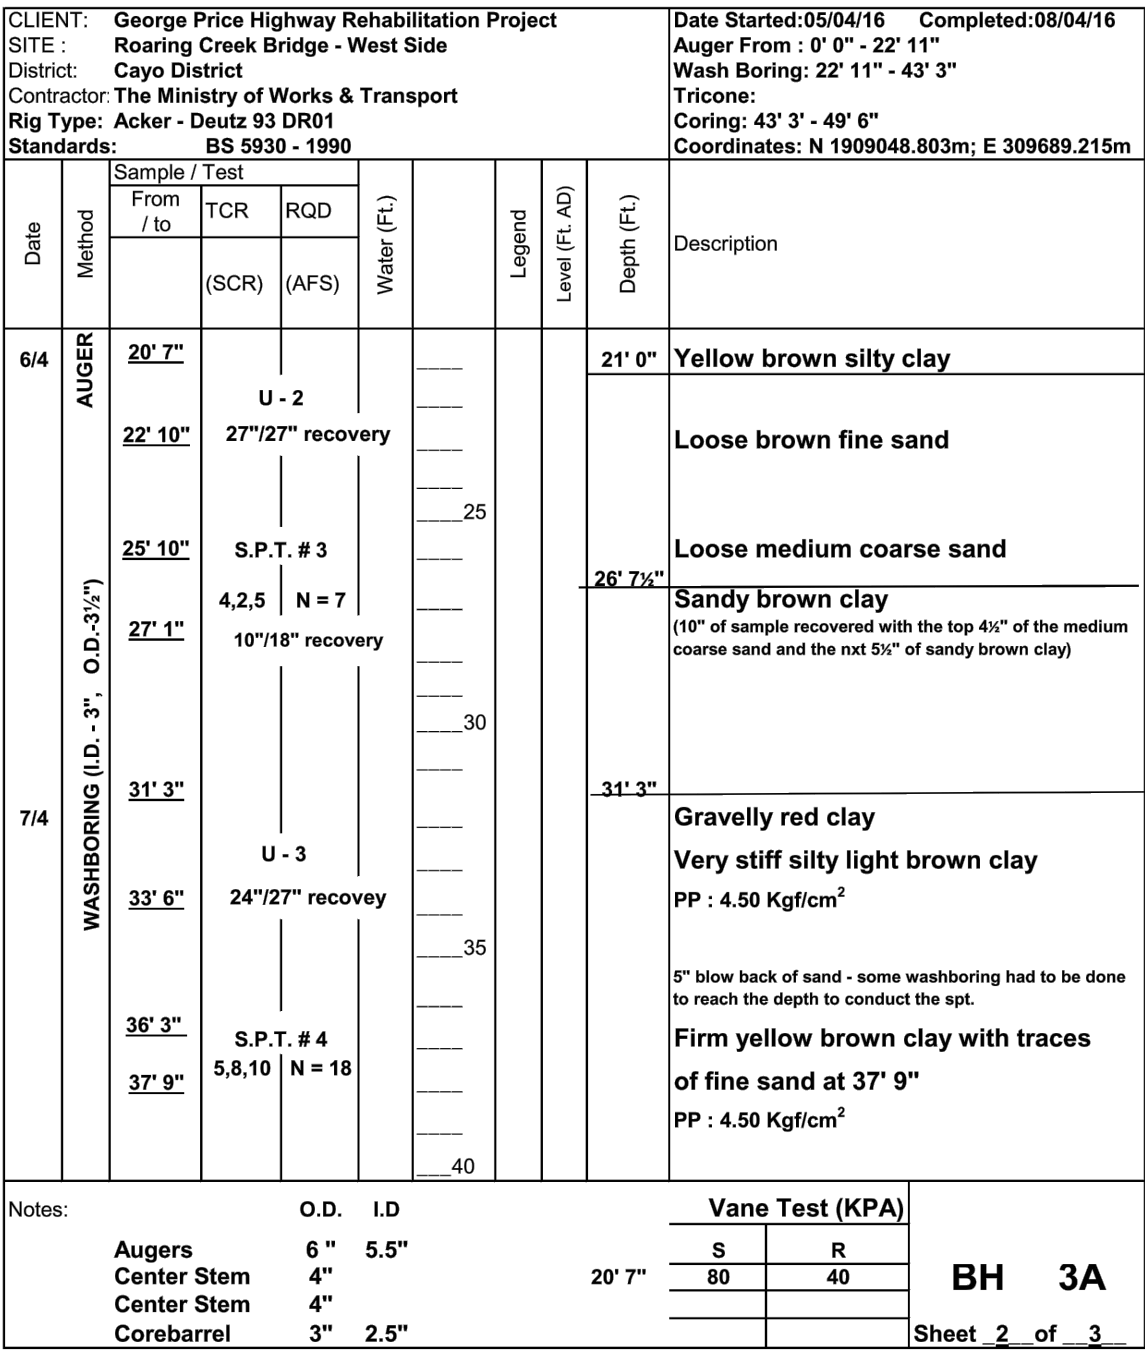 CLIENT: George Price Highway Rehabilitation Project
SITE : Roaring Creek Bridge - West Side
District: Cayo District
Contractor: The Ministry of Works & Transport
Rig Type: Acker - Deutz 93 DR01
Standards: BS 5930 - 1990
Date Started:05/04/16 Completed:08/04/16
Auger From : 0' 0" - 22' 11"
Wash Boring: 22' 11" - 43' 3"
Tricone:
Coring: 43' 3' - 49' 6"
Coordinates: N 1909048.803m; E 309689.215m
Date
Method
Sample / Test
From
/ to
TCR
RQD
(SCR)
(AFS)
Water (Ft.)
Legend
Level (Ft. AD)
Depth (Ft.)
Description
6/4
AUGER
20' 7"
21' 0" Yellow brown silty clay
U - 2
22' 10" 27"/27" recovery
Loose brown fine sand
____25
25' 10" S.P.T. # 3
Loose medium coarse sand
26' 7½"
4,2,5 N = 7
Sandy brown clay
27' 1" 10"/18" recovery
(10" of sample recovered with the top 4½" of the medium
coarse sand and the nxt 5½" of sandy brown clay)
WASHBORING (I.D. - 3", O.D.-3½")
____30
31' 3"
31' 3"
7/4
Gravelly red clay
U - 3
Very stiff silty light brown clay
33' 6" 24"/27" recovey
PP : 4.50 Kgf/cm²
____35
5" blow back of sand - some washboring had to be done
to reach the depth to conduct the spt.
36' 3" S.P.T. # 4
Firm yellow brown clay with traces
5,8,10 N = 18
37' 9"
of fine sand at 37' 9"
PP : 4.50 Kgf/cm²
___40
Notes: O.D. I.D
Augers 6 " 5.5"
Center Stem 4"
Center Stem 4"
Corebarrel 3" 2.5"
Vane Test (KPA)
S R
20' 7" 80 40
BH 3A
Sheet _2__of __3__